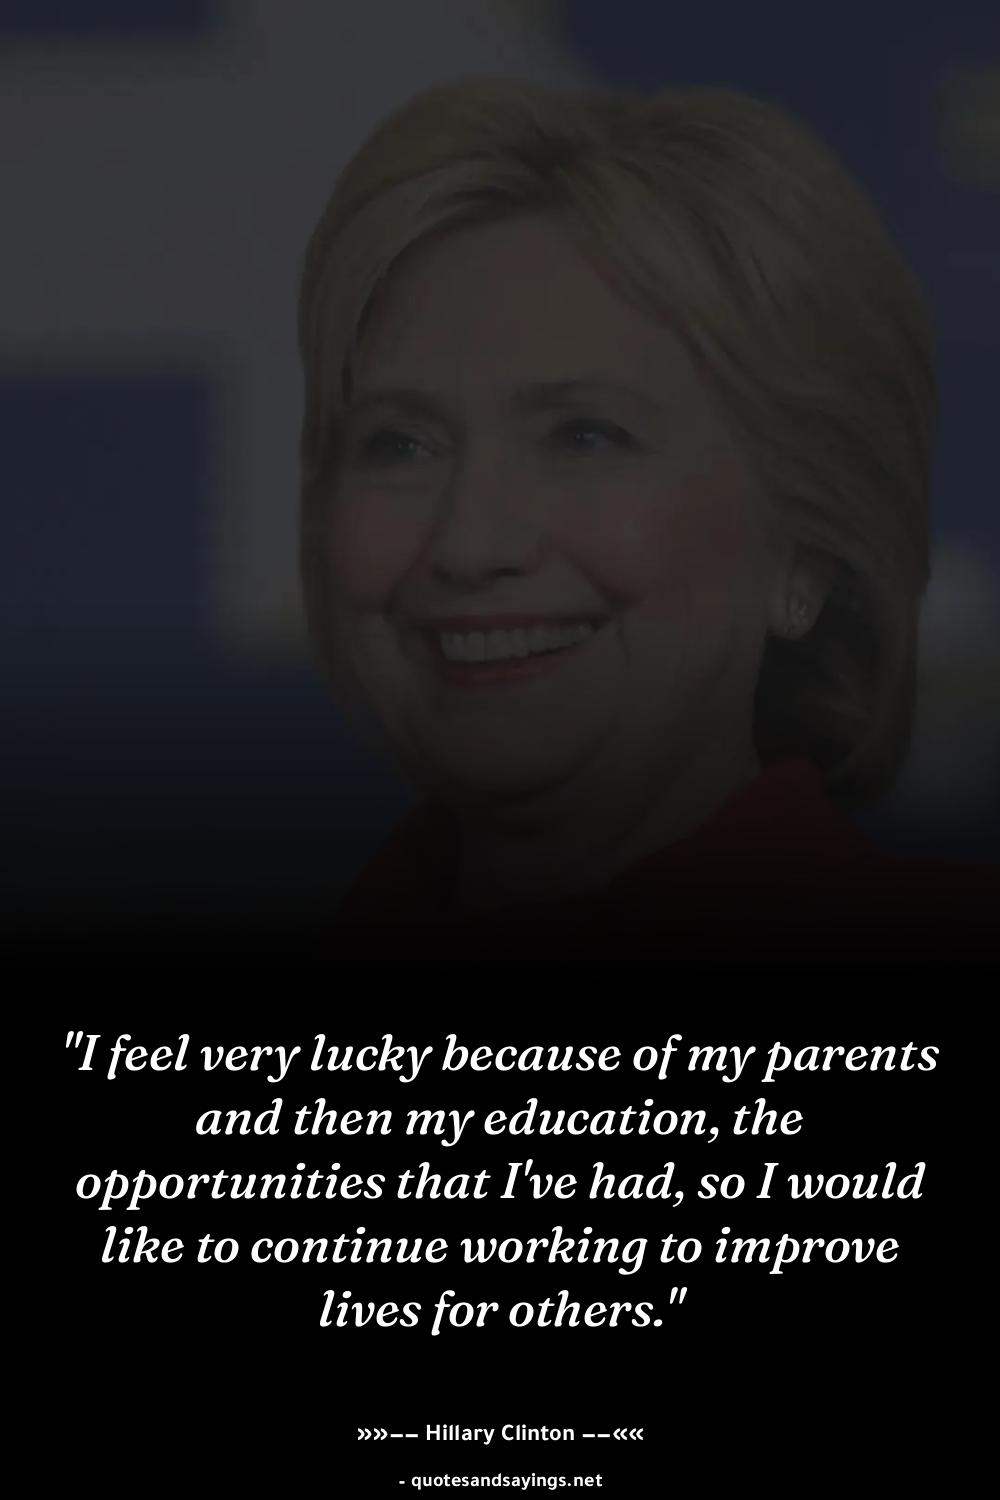 "I feel very lucky because of my parents
and then my education, the
opportunities that I've had, so I would
like to continue working to improve
lives for others."
»»−− Hillary Clinton −−««
- quotesandsayings.net